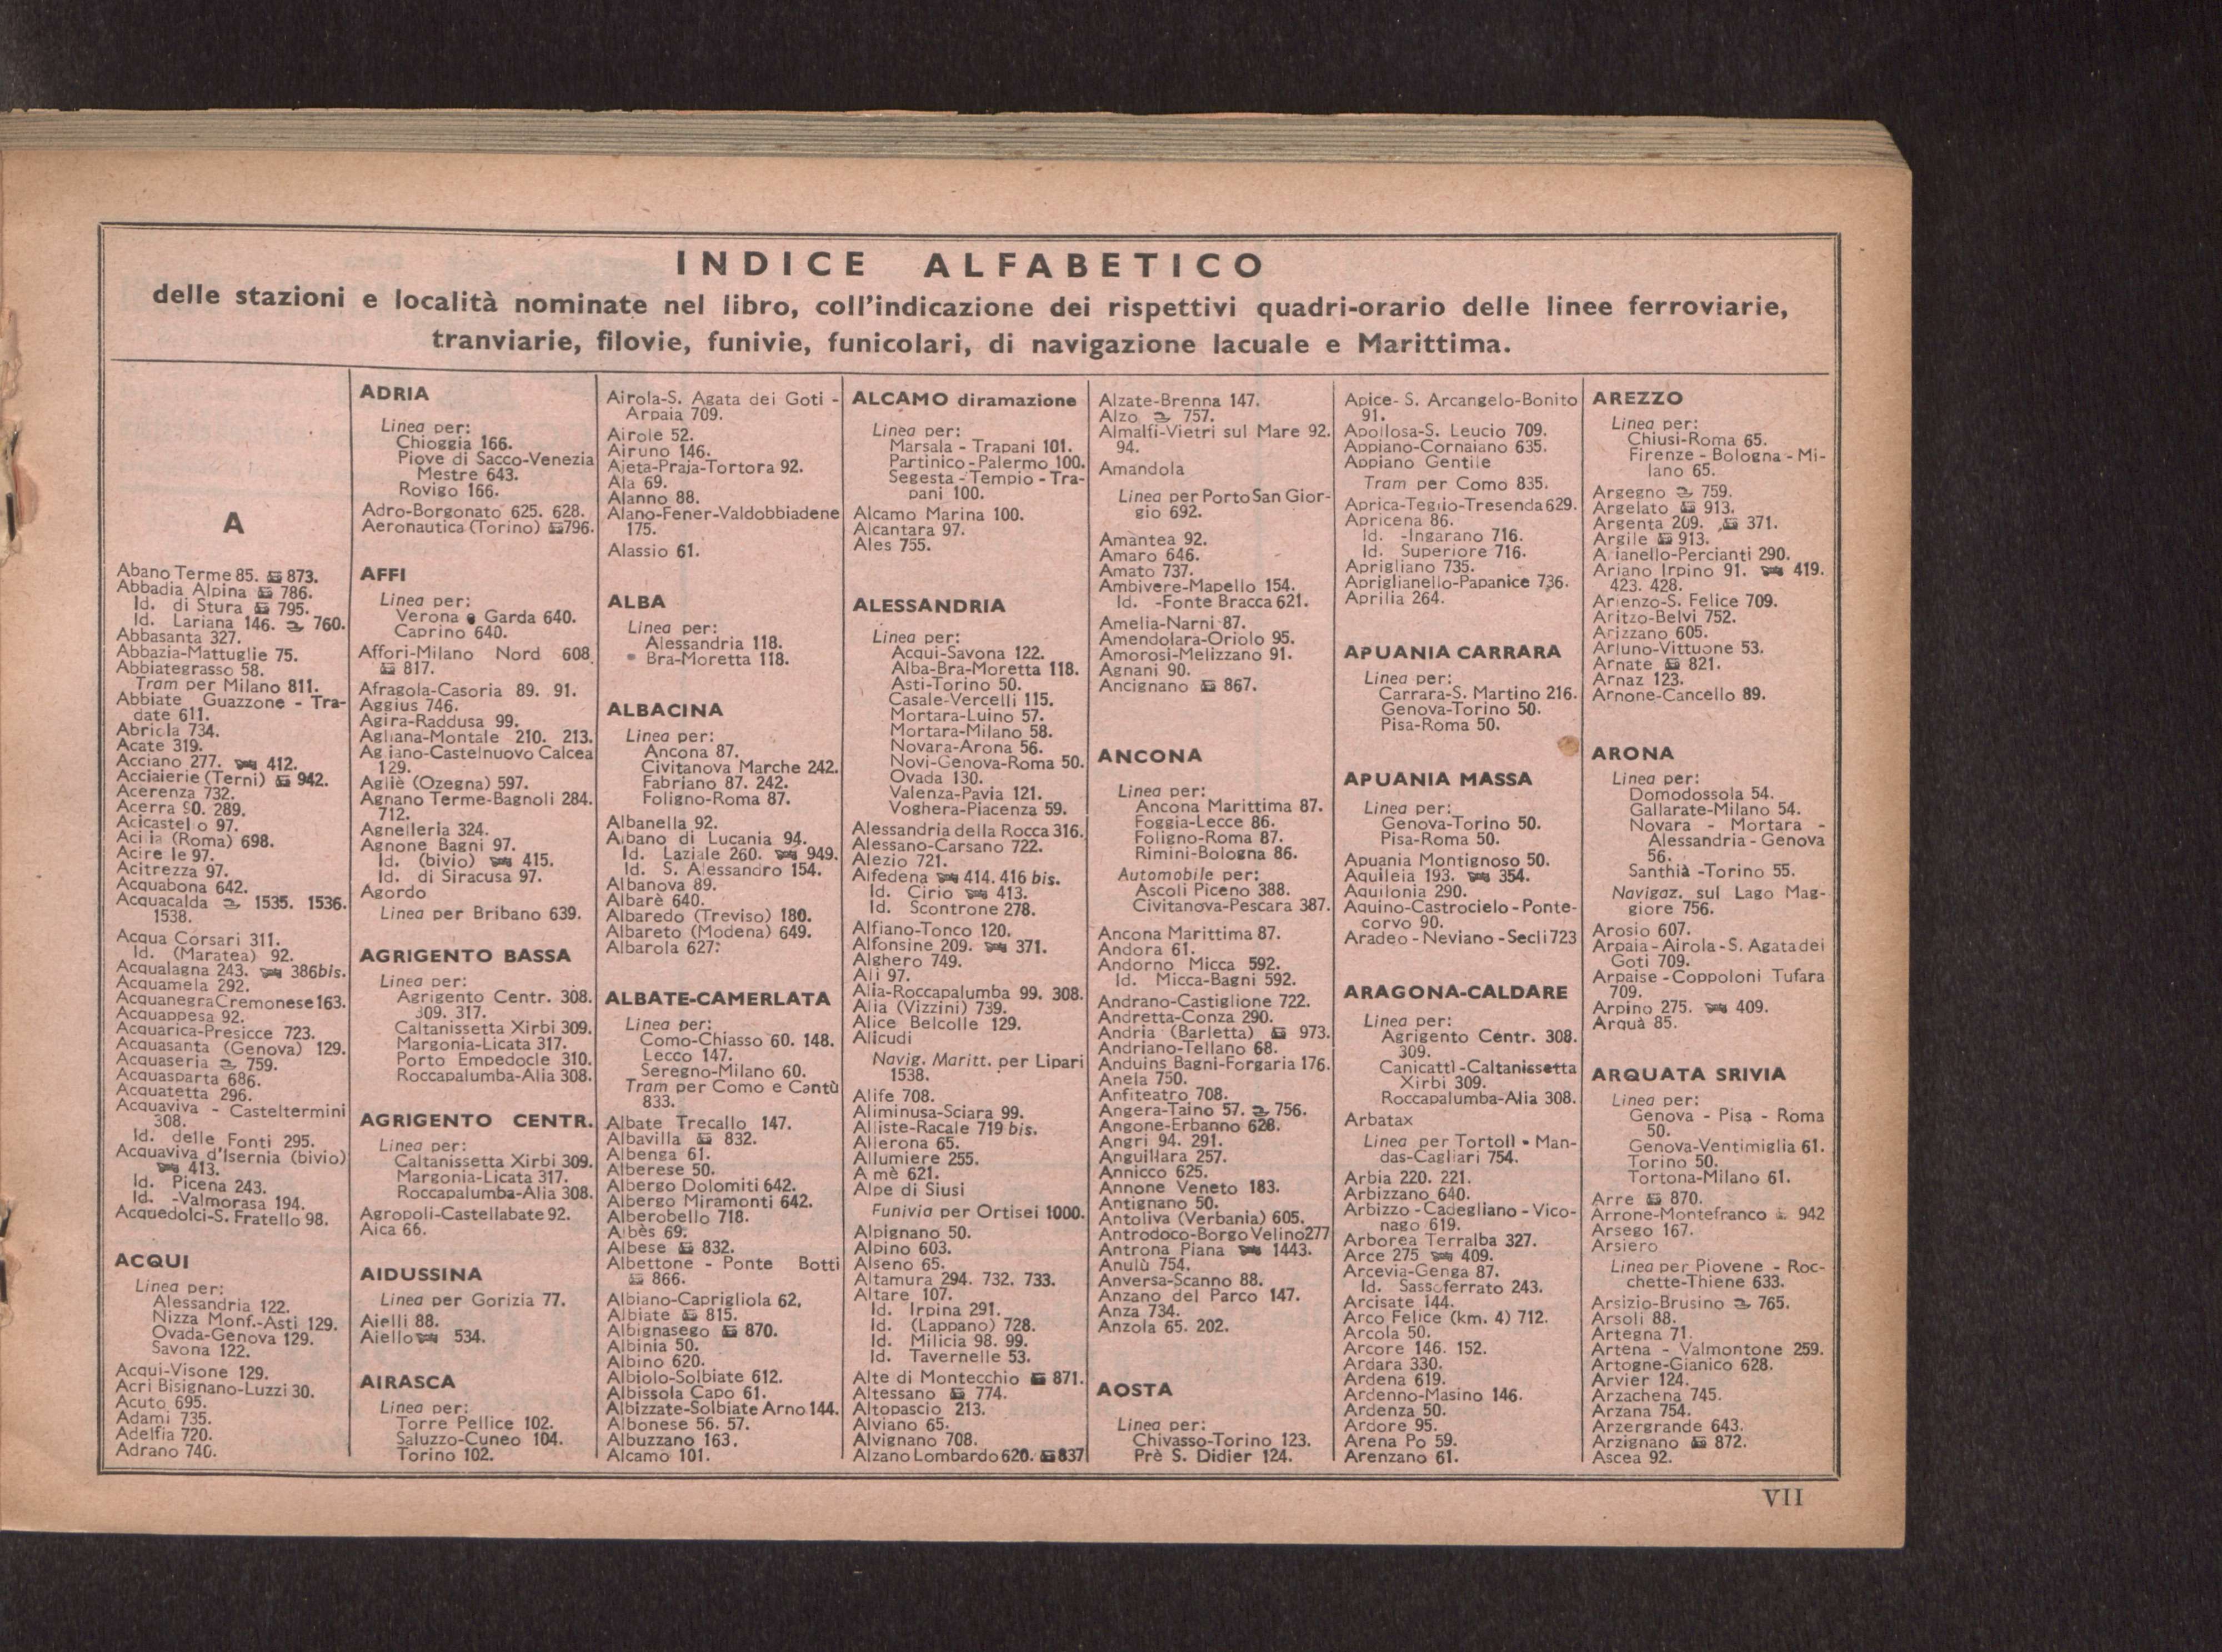 INDICE ALFABETICO
delle stazioni e località nominate nel libro, coll'indicazione dei rispettivi quadri-orario delle linee ferroviarie,
tranviarie, filovie, funivie, funicolari, di navigazione lacuale e Marittima.
A
Abano Terme 85. 873.
Abbadia Alpina 786.
Id. di Stura 795.
Id. Lariana 146. 760.
Abbasanta 327.
Abbazia-Mattuglie 75.
Abbiategrasso 58.
Tram per Milano 811.
Abbiate Guazzone - Tra-
date 611.
Abriola 734.
Acate 319.
Acciano 277. 412.
Acciaierie (Terni) 942.
Acerenza 732.
Acerra 90. 289.
Acicastel o 97.
Aci ia (Roma) 698.
Acire le 97.
Acitrezza 97.
Acquabona 642.
Acquacalda 1535. 1536.
1538.
Acqua Corsari 311.
Id. (Maratea) 92.
Acqualagna 243. 386bis.
Acquamela 292.
Acquanegra Cremonese 163.
Acquappesa 92.
Acquarica-Presicce 723.
Acquasanta (Genova) 129.
Acquaseria 759.
Acquasparta 686.
Acquatetta 296.
Acquaviva - Casteltermini
308.
Id. delle Fonti 295.
Acquaviva d'Isernia (bivio)
413.
Id. Picena 243.
Id. -Valmorasa 194.
Acquedolci-S. Fratello 98.
ACQUI
Linea per:
Alessandria 122.
Nizza Monf.-Asti 129.
Ovada-Genova 129.
Savona 122.
Acqui-Visone 129.
Acri Bisignano-Luzzi 30.
Acuto 695.
Adami 735.
Adelfia 720.
Adrano 740.
ADRIA
Linea per:
Chioggia 166.
Piove di Sacco-Venezia
Mestre 643.
Rovigo 166.
Adro-Borgonato 625. 628.
Aeronautica (Torino) 796.
AFFI
Linea per:
Verona e Garda 640.
Caprino 640.
Affori-Milano Nord 608.
817.
Afragola-Casoria 89. 91.
Aggius 746.
Agira-Raddusa 99.
Agliana-Montale 210. 213.
Ag iano-Castelnuovo Calcea
129.
Agliè (Ozegna) 597.
Agnano Terme-Bagnoli 284.
712.
Agnelleria 324.
Agnone Bagni 97.
Id. (bivio) 415.
Id. di Siracusa 97.
Agordo
Linea per Bribano 639.
AGRIGENTO BASSA
Linea per:
Agrigento Centr. 308.
309. 317.
Caltanissetta Xirbi 309.
Margonia-Licata 317.
Porto Empedocle 310.
Roccapalumba-Alia 308.
AGRIGENTO CENTR.
Linea per:
Caltanissetta Xirbi 309.
Margonia-Licata 317.
Roccapalumba-Alia 308.
Agropoli-Castellabate 92.
Aica 66.
AIDUSSINA
Linea per Gorizia 77.
Aielli 88.
Aiello 534.
AIRASCA
Linea per:
Torre Pellice 102.
Saluzzo-Cuneo 104.
Torino 102.
Airola-S. Agata dei Goti -
Arpaia 709.
Airole 52.
Airuno 146.
Ajeta-Praja-Tortora 92.
Ala 69.
Alanno 88.
Alano-Fener-Valdobbiadene
175.
Alassio 61.
ALBA
Linea per:
Alessandria 118.
Bra-Moretta 118.
ALBACINA
Linea per:
Ancona 87.
Civitanova Marche 242.
Fabriano 87. 242.
Foligno-Roma 87.
Albanella 92.
Albano di Lucania 94.
Id. Laziale 260. 949.
Id. S. Alessandro 154.
Albanova 89.
Albarè 640.
Albaredo (Treviso) 180.
Albareto (Modena) 649.
Albarola 627.
ALBATE-CAMERLATA
Linea per:
Como-Chiasso 60. 148.
Lecco 147.
Seregno-Milano 60.
Tram per Como e Cantù
833.
Albate Trecallo 147.
Albavilla 832.
Albenga 61.
Alberese 50.
Albergo Dolomiti 642.
Albergo Miramonti 642.
Alberobello 718.
Albès 69.
Albese 832.
Albettone - Ponte Botti
866.
Albiano-Caprigliola 62.
Albiate 815.
Albignasego 870.
Albinia 50.
Albino 620.
Albiolo-Solbiate 612.
Albissola Capo 61.
Albizzate-Solbiate Arno 144.
Albonese 56. 57.
Albuzzano 163.
Alcamo 101.
ALCAMO diramazione
Linea per:
Marsala - Trapani 101.
Partinico-Palermo 100.
Segesta - Tempio - Tra-
pani 100.
Alcamo Marina 100.
Alcantara 97.
Ales 755.
ALESSANDRIA
Linea per:
Acqui-Savona 122.
Alba-Bra-Moretta 118.
Asti-Torino 50.
Casale-Vercelli 115.
Mortara-Luino 57.
Mortara-Milano 58.
Novara-Arona 56.
Novi-Genova-Roma 50.
Ovada 130.
Valenza-Pavia 121.
Voghera-Piacenza 59.
Alessandria della Rocca 316.
Alessano-Carsano 722.
Alezio 721.
Alfedena 414. 416 bis.
Id. Cirio 413.
Id. Scontrone 278.
Alfiano-Tonco 120.
Alfonsine 209. 371.
Alghero 749.
Alì 97.
Alia-Roccapalumba 99. 308.
Alia (Vizzini) 739.
Alice Belcolle 129.
Alicudi
Navig. Maritt. per Lipari
1538.
Alife 708.
Aliminusa-Sciara 99.
Alliste-Racale 719 bis.
Allerona 65.
Allumiere 255.
A mè 621.
Alpe di Siusi
Funivia per Ortisei 1000.
Alpignano 50.
Alpino 603.
Alseno 65.
Altamura 294. 732. 733.
Altare 107.
Id. Irpina 291.
Id. (Lappano) 728.
Id. Milicia 98. 99.
Id. Tavernelle 53.
Alte di Montecchio 871.
Altessano 774.
Altopascio 213.
Alviano 65.
Alvignano 708.
Alzano Lombardo 620. 837
Alzate-Brenna 147.
Alzo 757.
Almalfi-Vietri sul Mare 92.
94.
Amandola
Linea per Porto San Gior-
gio 692.
Amantea 92.
Amaro 646.
Amato 737.
Ambivere-Mapello 154.
Id. -Fonte Bracca 621.
Amelia-Narni 87.
Amendolara-Oriolo 95.
Amorosi-Melizzano 91.
Agnani 90.
Ancignano 867.
ANCONA
Linea per:
Ancona Marittima 87.
Foggia-Lecce 86.
Foligno-Roma 87.
Rimini-Bologna 86.
Automobile per:
Ascoli Piceno 388.
Civitanova-Pescara 387.
Ancona Marittima 87.
Andora 61.
Andorno Micca 592.
Id. Micca-Bagni 592.
Andrano-Castiglione 722.
Andretta-Conza 290.
Andria (Barletta) 973.
Andriano-Tellano 68.
Anduins Bagni-Forgaria 176.
Anela 750.
Anfiteatro 708.
Angera-Taino 57. 756.
Angone-Erbanno 628.
Angri 94. 291.
Anguillara 257.
Annicco 625.
Annone Veneto 183.
Antignano 50.
Antoliva (Verbania) 605.
Antrodoco-Borgo Velino 277
Antrona Piana 1443.
Anulù 754.
Anversa-Scanno 88.
Anzano del Parco 147.
Anza 734.
Anzola 65. 202.
AOSTA
Linea per:
Chivasso-Torino 123.
Prè S. Didier 124.
Apice- S. Arcangelo-Bonito
91.
Apollosa-S. Leucio 709.
Appiano-Cornaiano 635.
Appiano Gentile
Tram per Como 835.
Aprica-Teglio-Tresenda 629.
Apricena 86.
Id. -Ingarano 716.
Id. Superiore 716.
Aprigliano 735.
Apriglianello-Papanice 736.
Aprilia 264.
APUANIA CARRARA
Linea per:
Carrara-S. Martino 216.
Genova-Torino 50.
Pisa-Roma 50.
APUANIA MASSA
Linea per:
Genova-Torino 50.
Pisa-Roma 50.
Apuania Montignoso 50.
Aquileia 193. 354.
Aquilonia 290.
Aquino-Castrocielo-Ponte-
corvo 90.
Aradeo-Neviano-Seclì 723
ARAGONA-CALDARE
Linea per:
Agrigento Centr. 308.
309.
Canicattì-Caltanissetta
Xirbi 309.
Roccapalumba-Alia 308.
Arbatax
Linea per Tortolì - Man-
das-Cagliari 754.
Arbia 220. 221.
Arbizzano 640.
Arbizzo-Cadegliano-Vico-
nago 619.
Arborea Terralba 327.
Arce 275 409.
Arcevia-Genga 87.
Id. Sassoferrato 243.
Arcisate 144.
Arco Felice (km. 4) 712.
Arcola 50.
Arcore 146. 152.
Ardara 330.
Ardena 619.
Ardenno-Masino 146.
Ardenza 50.
Ardore 95.
Arena Po 59.
Arenzano 61.
AREZZO
Linea per:
Chiusi-Roma 65.
Firenze - Bologna - Mi-
lano 65.
Argegno 759.
Argelato 913.
Argenta 209. 371.
Argile 913.
A ianello-Percianti 290.
Ariano Irpino 91. 419.
423. 428.
Arienzo-S. Felice 709.
Aritzo-Belvi 752.
Arizzano 605.
Arluno-Vittuone 53.
Arnate 821.
Arnaz 123.
Arnone-Cancello 89.
ARONA
Linea per:
Domodossola 54.
Gallarate-Milano 54.
Novara - Mortara -
Alessandria - Genova
56.
Santhià -Torino 55.
Navigaz. sul Lago Mag-
giore 756.
Arosio 607.
Arpaia-Airola-S. Agata dei
Goti 709.
Arpaise-Coppoloni Tufara
709.
Arpino 275. 409.
Arquà 85.
ARQUATA SRIVIA
Linea per:
Genova - Pisa - Roma
50.
Genova-Ventimiglia 61.
Torino 50.
Tortona-Milano 61.
Arre 870.
Arrone-Montefranco 942
Arsego 167.
Arsiero
Linea per Piovene - Roc-
chette-Thiene 633.
Arsizio-Brusino 765.
Arsoli 88.
Artegna 71.
Artena - Valmontone 259.
Artogne-Gianico 628.
Arvier 124.
Arzachena 745.
Arzana 754.
Arzergrande 643.
Arzignano 872.
Ascea 92.
VII